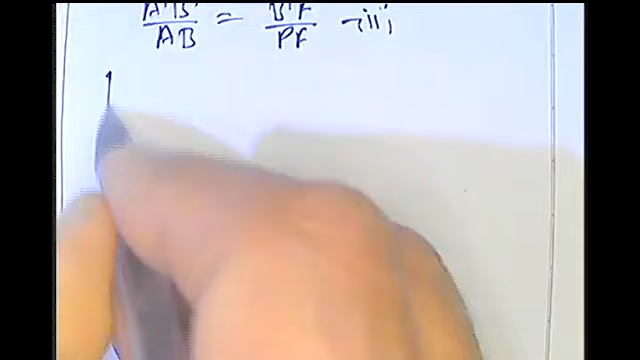 A'B' = B'F -iii,
AB PF